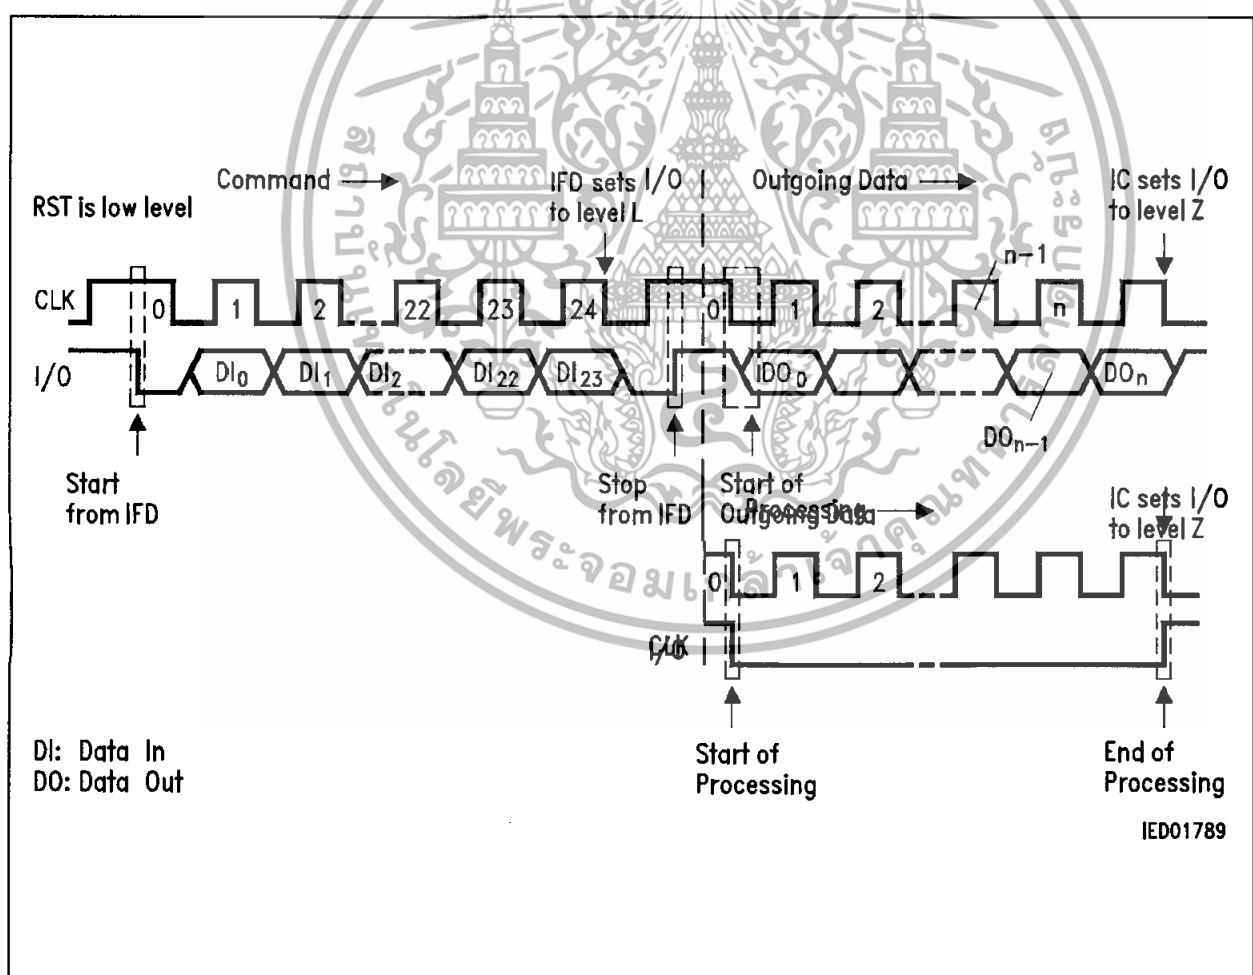 Command
IFD sets I/O
to level L
Outgoing Data
IC sets I/O
to level Z
RST is low level
n-1
CLK
0
1
2
22
23
24
0
1
2
n
I/O
DI₀
DI₁
DI₂
DI₂₂
DI₂₃
DO₀
DOₙ
DOₙ₋₁
Start
from IFD
Stop
from IFD
Start of
Outgoing Data
Processing
IC sets I/O
to level Z
0
1
2
CLK
I/O
DI: Data In
DO: Data Out
Start of
Processing
End of
Processing
IED01789